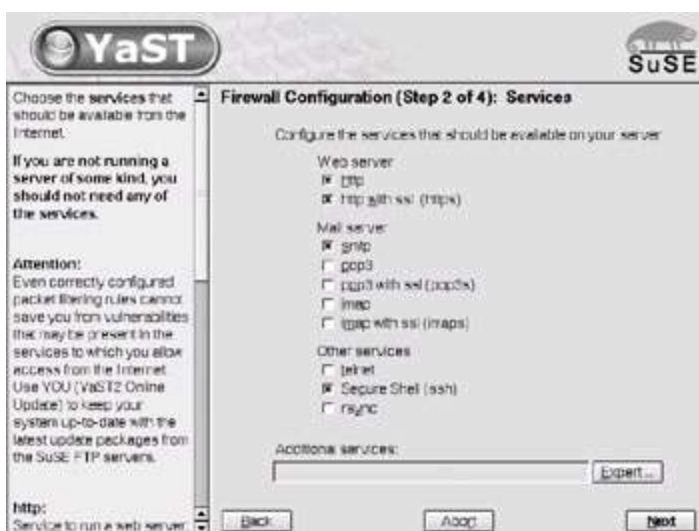 YaST
SuSE
Choose the services that
should be available from the
Internet.
If you are not running a
server of some kind, you
should not need any of
the services.
Attention:
Even correctly configured
packet filtering rules cannot
save you from vulnerabilities
that may be present in the
services to which you allow
access from the Internet.
Use YOU (YaST2 Online
Update) to keep your
system up-to-date with the
latest update packages from
the SuSE FTP servers.
http:
Service to run a web server.
Firewall Configuration (Step 2 of 4): Services
Configure the services that should be available on your server
Web server
http
http with ssl (https)
Mail server
smtp
pop3
pop3 with ssl (pop3s)
imap
imap with ssl (imaps)
Other services
telnet
Secure Shell (ssh)
rsync
Additional services:
Expert...
Back
Abort
Next